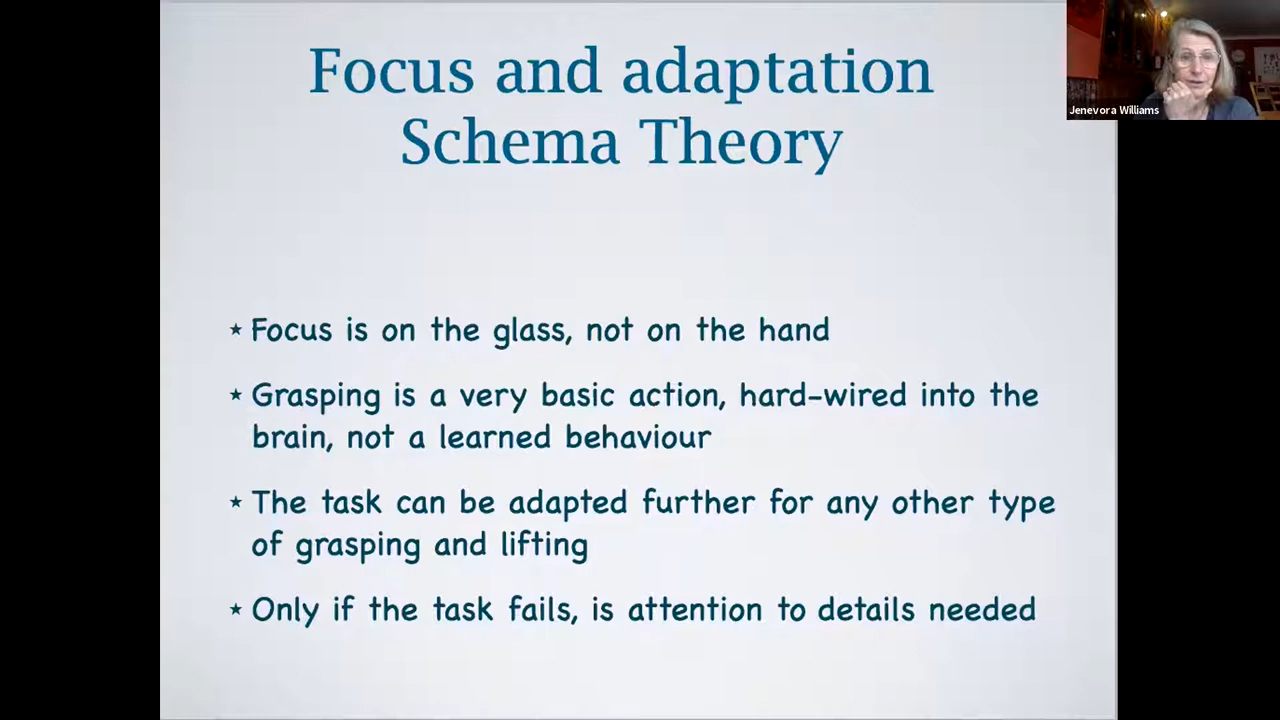 Focus and adaptation
Schema Theory
Jenevora Williams
★ Focus is on the glass, not on the hand
★ Grasping is a very basic action, hard-wired into the
brain, not a learned behaviour
★ The task can be adapted further for any other type
of grasping and lifting
★ Only if the task fails, is attention to details needed